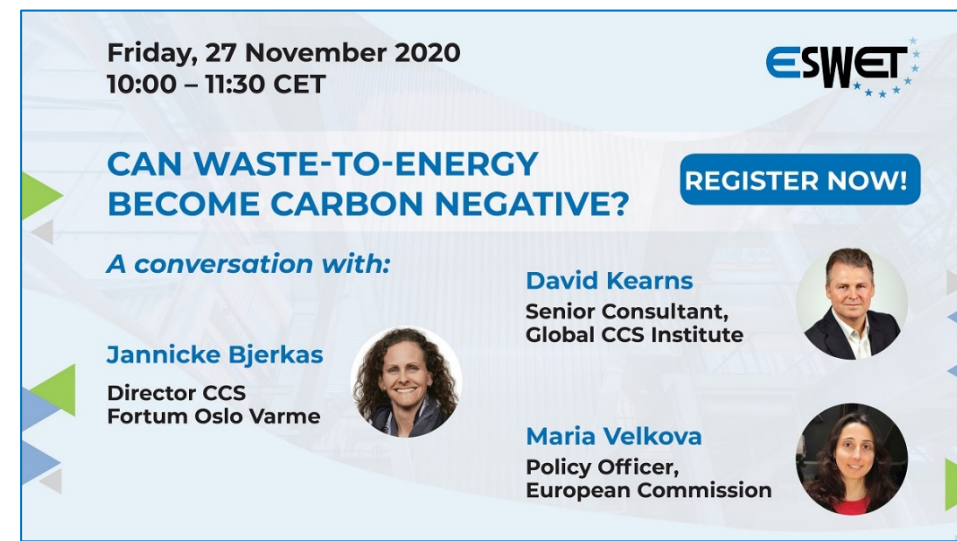 Friday, 27 November 2020
10:00 – 11:30 CET
ESWET
CAN WASTE-TO-ENERGY
BECOME CARBON NEGATIVE?
REGISTER NOW!
A conversation with:
Jannicke Bjerkas
Director CCS
Fortum Oslo Varme
David Kearns
Senior Consultant,
Global CCS Institute
Maria Velkova
Policy Officer,
European Commission